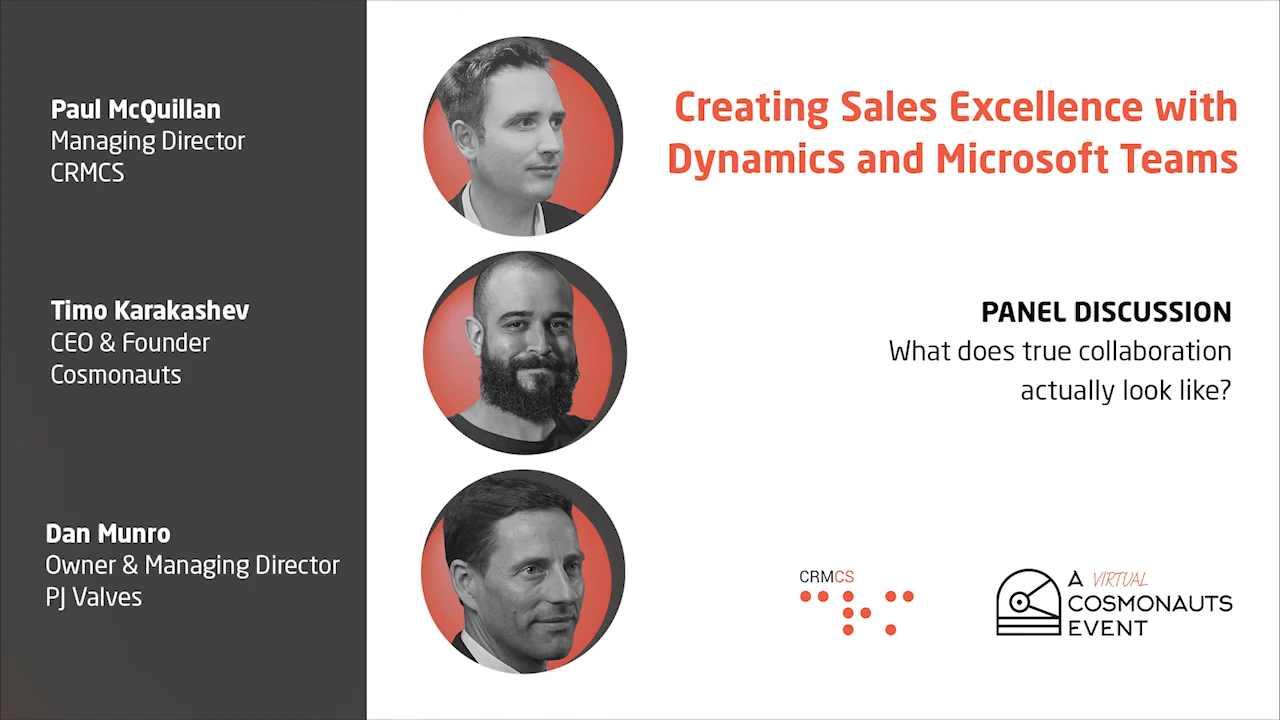 Paul McQuillan
Managing Director
CRMCS
Timo Karakashev
CEO & Founder
Cosmonauts
Dan Munro
Owner & Managing Director
PJ Valves
Creating Sales Excellence with
Dynamics and Microsoft Teams
PANEL DISCUSSION
What does true collaboration
actually look like?
CRMCS
A VIRTUAL
COSMONAUTS
EVENT